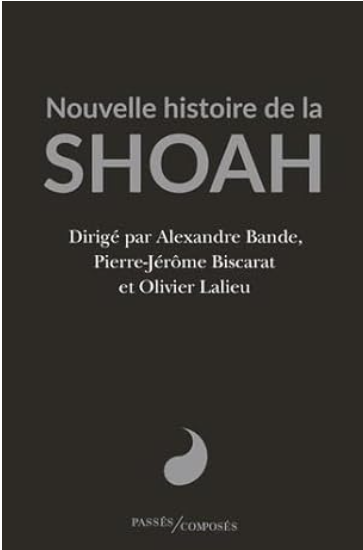 Nouvelle histoire de la
SHOAH
Dirigé par Alexandre Bande,
Pierre-Jérôme Biscarat
et Olivier Lalieu
PASSÉS/COMPOSÉS